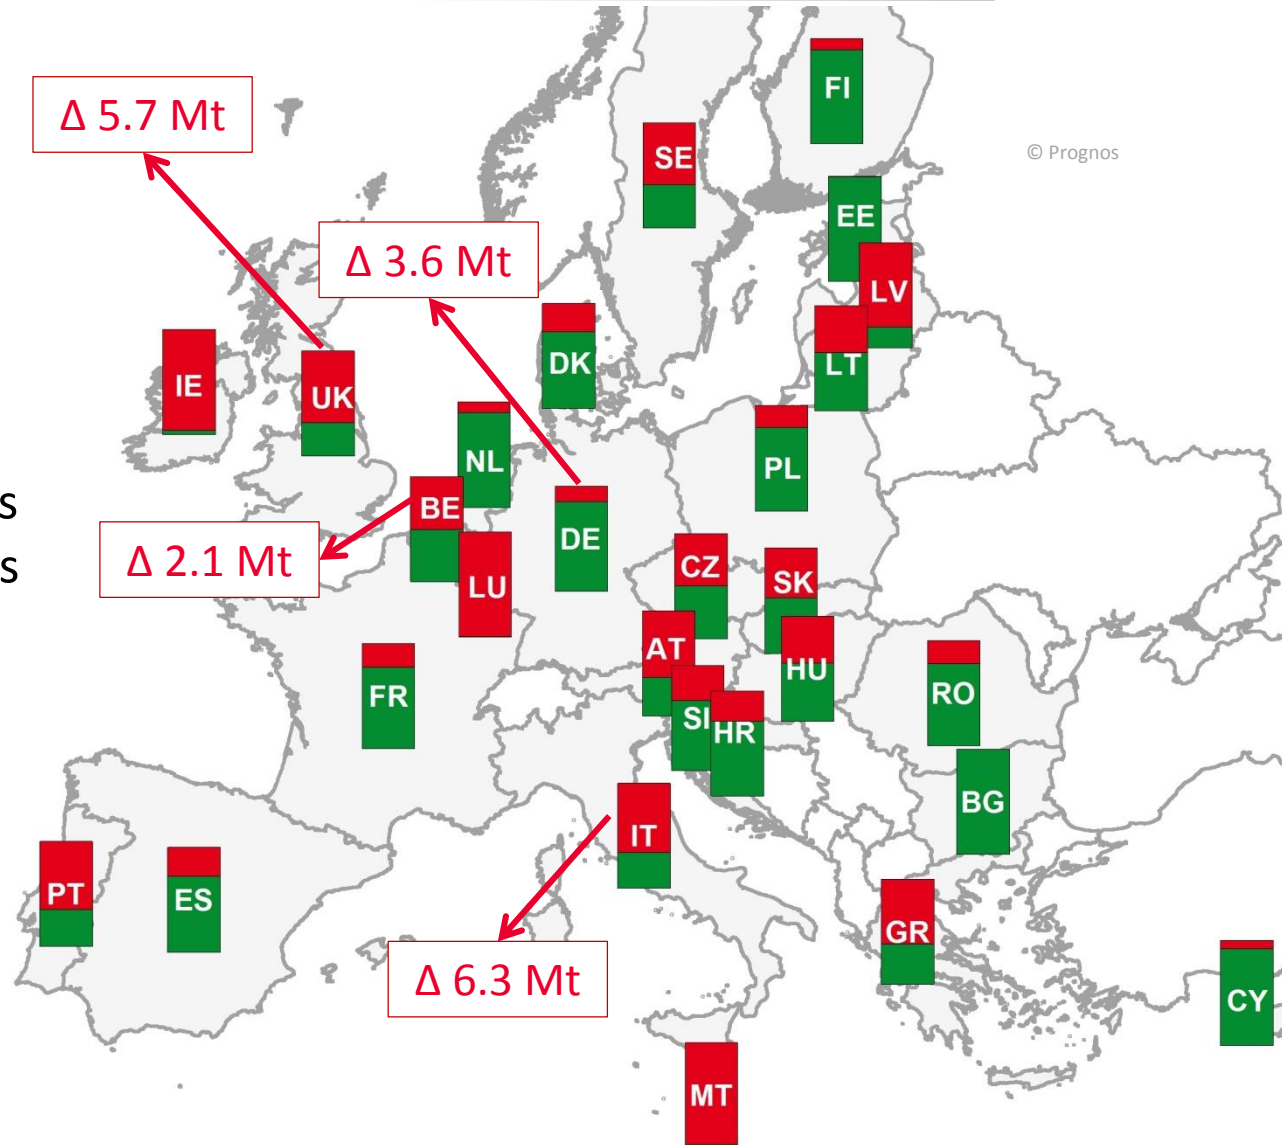 FI
Δ 5.7 Mt
SE
© Prognos
EE
Δ 3.6 Mt
LV
DK
LT
IE
UK
NL
PL
s
BE
DE
Δ 2.1 Mt
s
CZ
SK
LU
AT
HU
FR
RO
SI
HR
BG
IT
PT
ES
GR
Δ 6.3 Mt
CY
MT